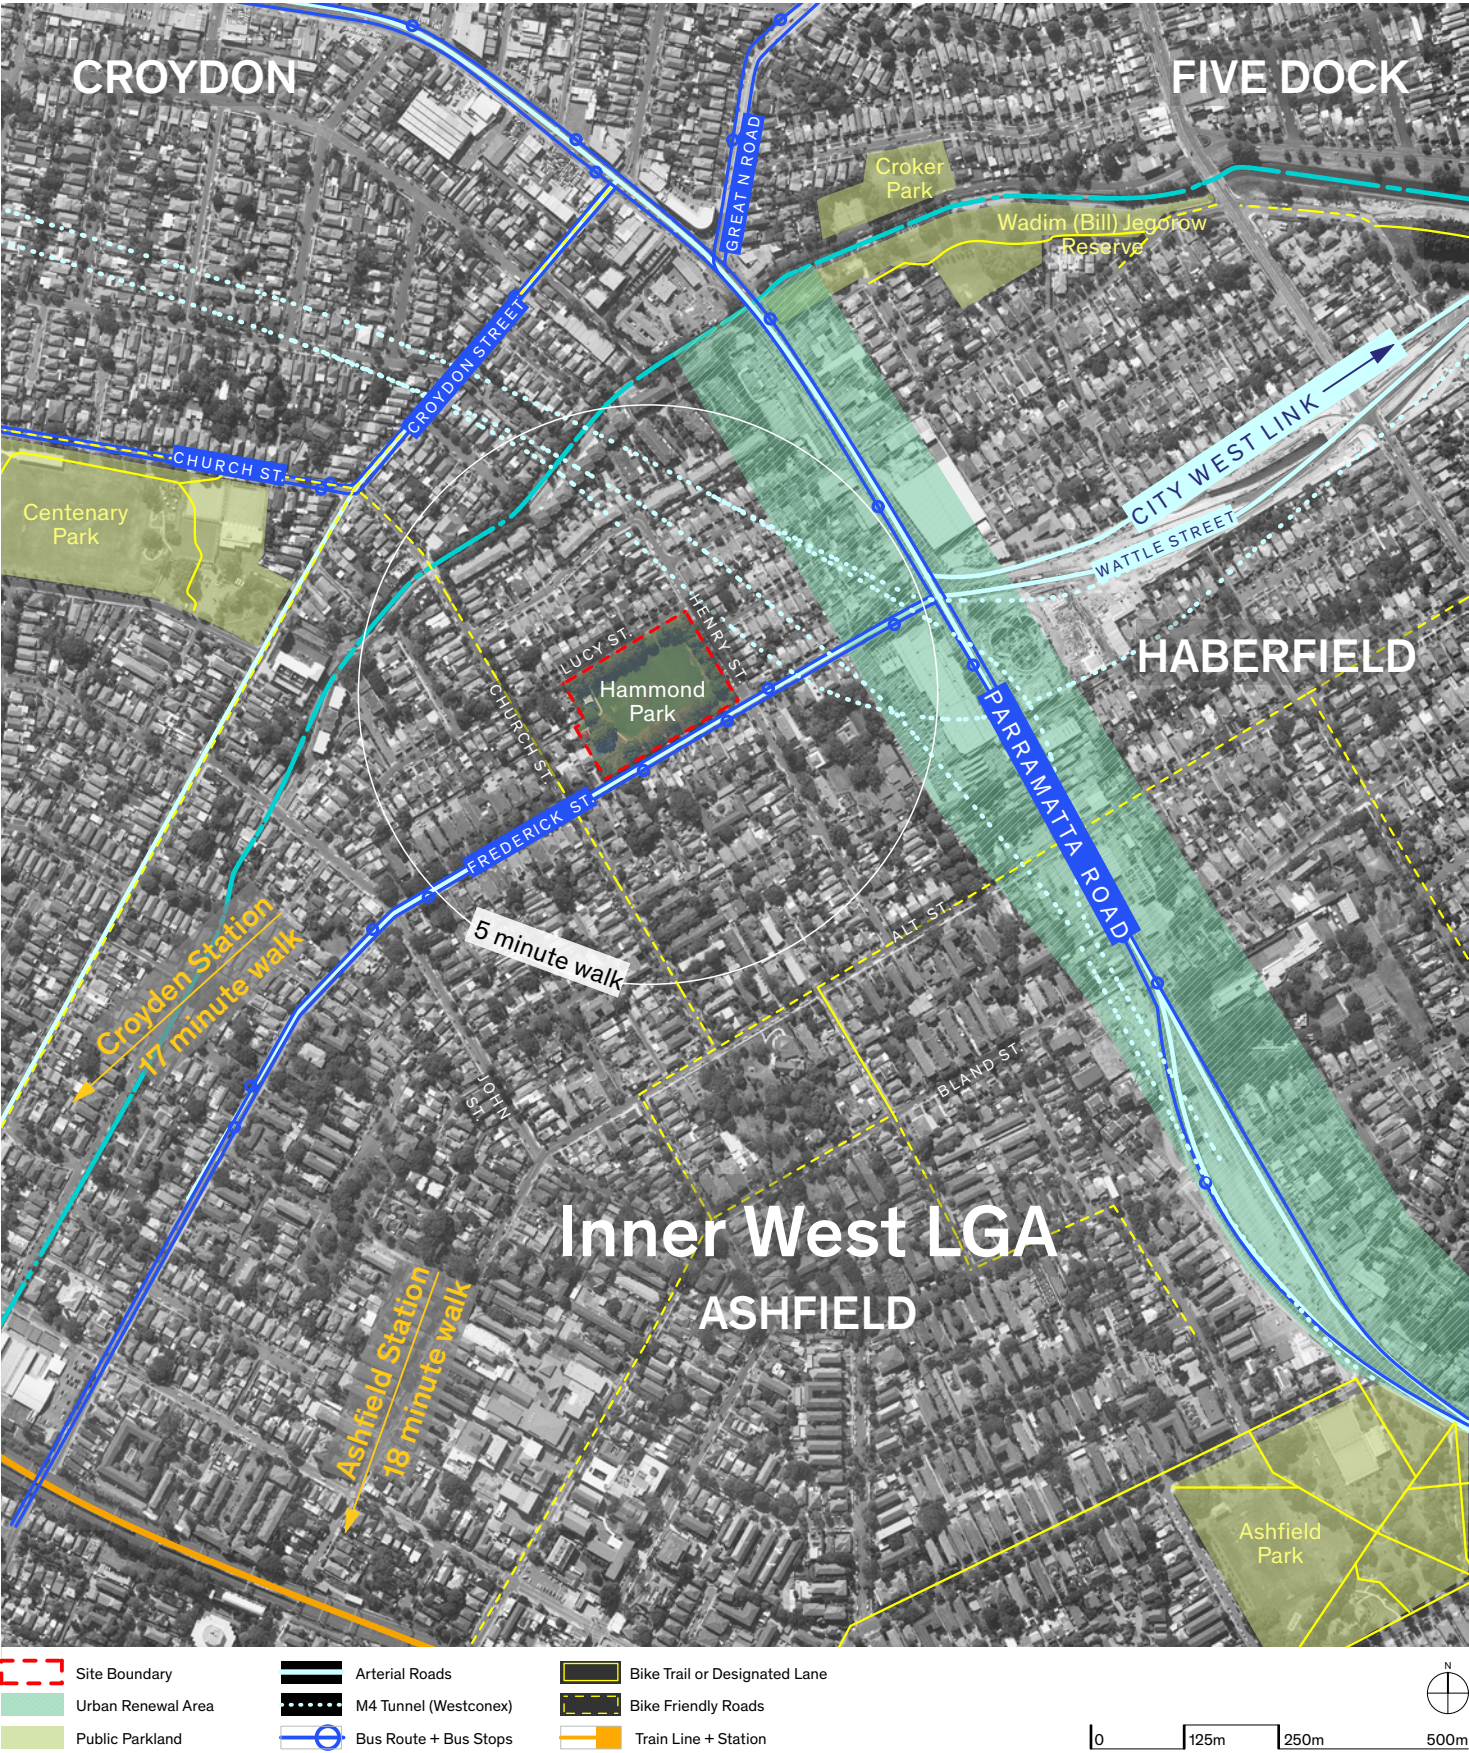 CROYDON
FIVE DOCK
GREAT N ROAD
Croker
Park
Wadim (Bill) Jegorow
Reserve
CROYDON STREET
CHURCH ST.
Centenary
Park
CITY WEST LINK
WATTLE STREET
HENRY ST.
LUCY ST.
HABERFIELD
Hammond
Park
CHURCH ST.
PARRAMATTA ROAD
FREDERICK ST.
5 minute walk
ALT ST.
Croyden Station
17 minute walk
BLAND ST.
JOHN
ST.
Inner West LGA
ASHFIELD
Ashfield Station
18 minute walk
Ashfield
Park
Site Boundary
Arterial Roads
Bike Trail or Designated Lane
Urban Renewal Area
M4 Tunnel (Westconex)
Bike Friendly Roads
Public Parkland
Bus Route + Bus Stops
Train Line + Station
N
0
125m
250m
500m